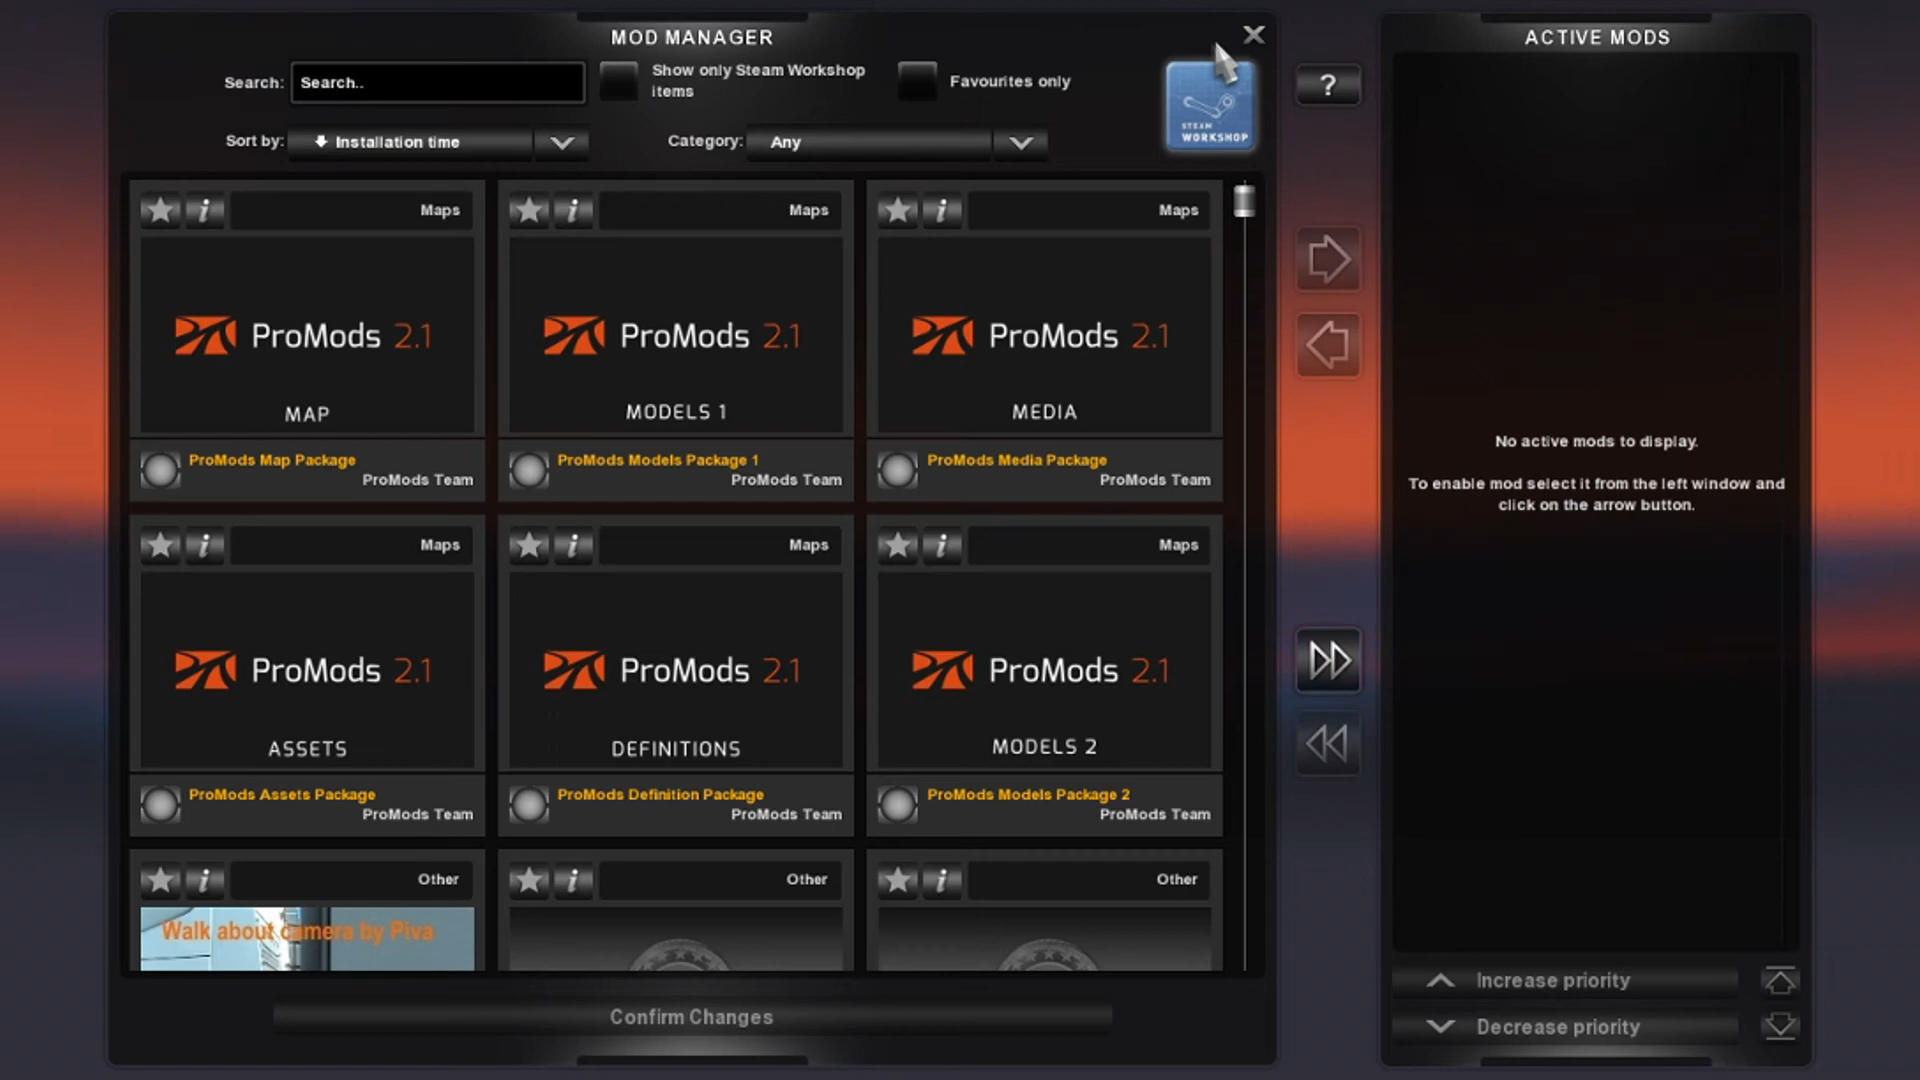 MOD MANAGER
Search: Search..
Show only Steam Workshop
items
Favourites only
STEAM
WORKSHOP
Sort by: Installation time
Category: Any
Maps
Maps
Maps
ProMods 2.1
MAP
ProMods 2.1
MODELS 1
ProMods 2.1
MEDIA
ProMods Map Package
ProMods Team
ProMods Models Package 1
ProMods Team
ProMods Media Package
ProMods Team
Maps
Maps
Maps
ProMods 2.1
ASSETS
ProMods 2.1
DEFINITIONS
ProMods 2.1
MODELS 2
ProMods Assets Package
ProMods Team
ProMods Definition Package
ProMods Team
ProMods Models Package 2
ProMods Team
Other
Other
Other
Walk about camera by Piva
Confirm Changes
?
ACTIVE MODS
No active mods to display.
To enable mod select it from the left window and
click on the arrow button.
Increase priority
Decrease priority